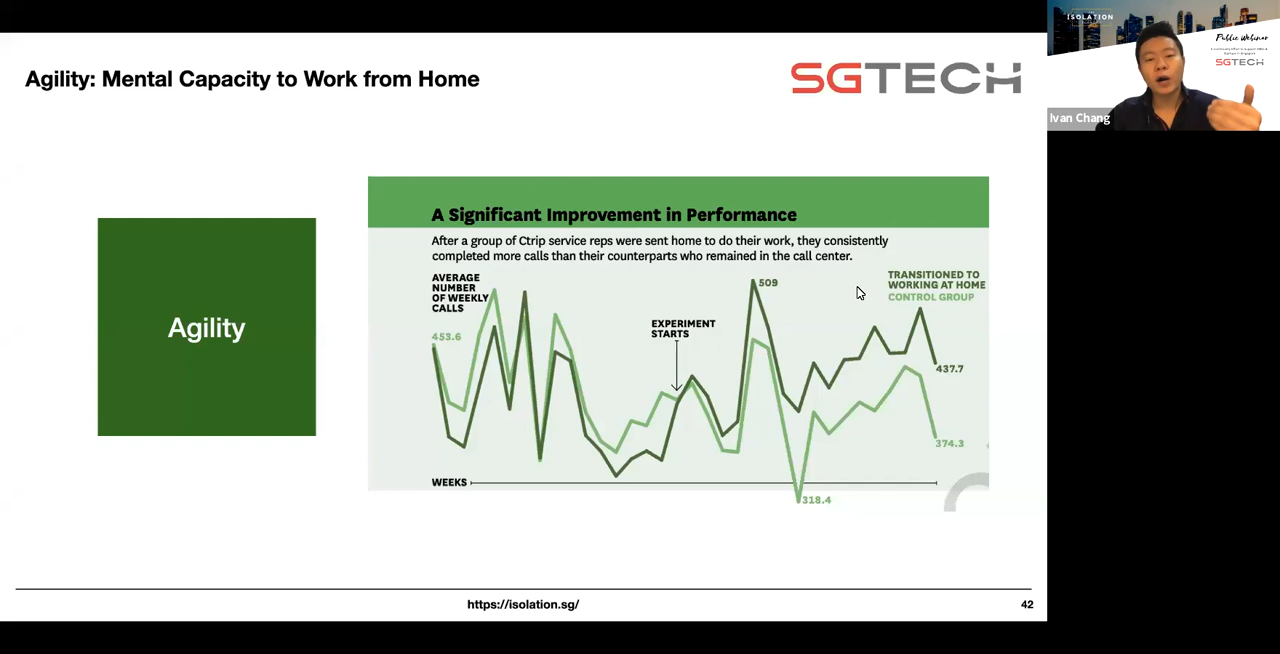 Agility: Mental Capacity to Work from Home
SGTECH
Agility
A Significant Improvement in Performance
After a group of Ctrip service reps were sent home to do their work, they consistently
completed more calls than their counterparts who remained in the call center.
AVERAGE
NUMBER
OF WEEKLY
CALLS
453.6
EXPERIMENT
STARTS
509
TRANSITIONED TO
WORKING AT HOME
CONTROL GROUP
437.7
374.3
318.4
WEEKS
https://isolation.sg/
42
ISOLATION
Public Webinar
SGTECH
Ivan Chang